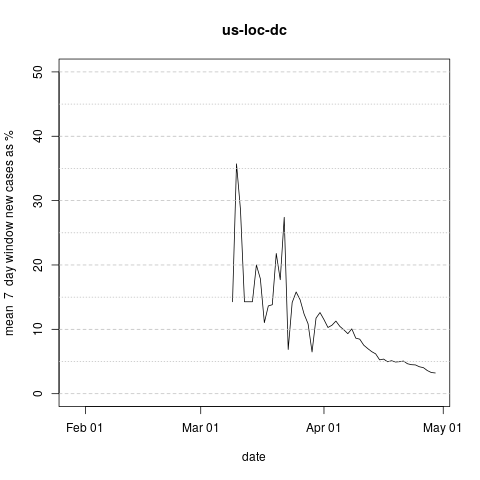 us-loc-dc
mean 7 day window new cases as %
50
40
30
20
10
0
Feb 01
Mar 01
Apr 01
May 01
date